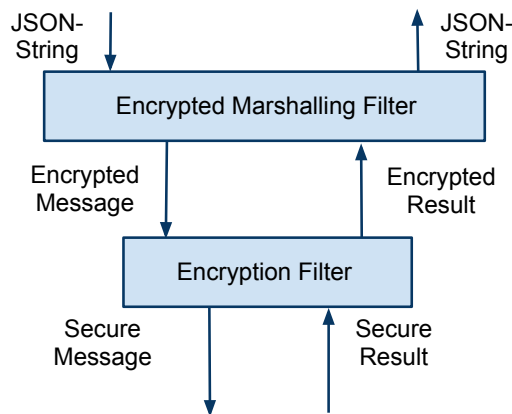 JSON-
String
JSON-
String
Encrypted Marshalling Filter
Encrypted
Message
Encrypted
Result
Encryption Filter
Secure
Message
Secure
Result